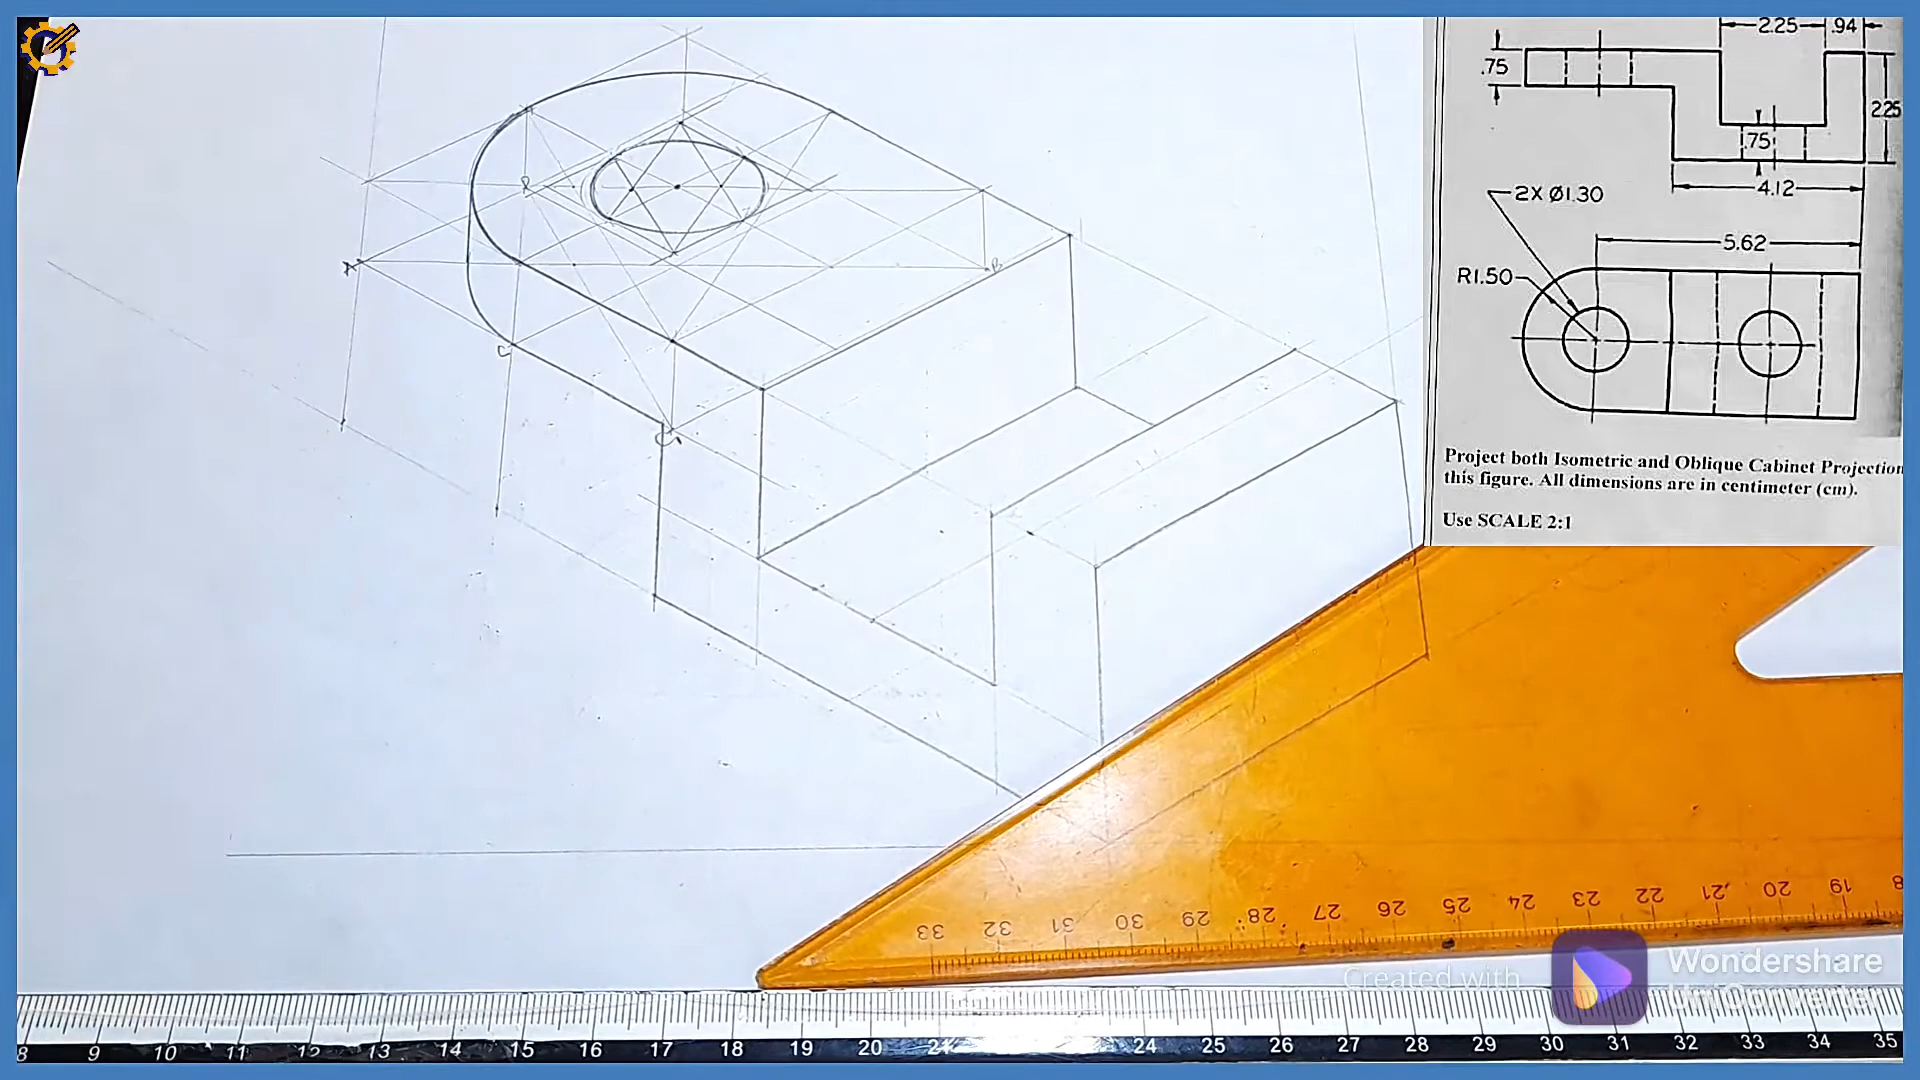 2.25 .94
.75
2.25
.75
4.12
2X Ø1.30
5.62
R1.50
Project both Isometric and Oblique Cabinet Projection
this figure. All dimensions are in centimeter (cm).
Use SCALE 2:1
A
B
C
33 32 31 30 29 28 27 26 25 24 23 22 21 20 19
Created with
Wondershare
UniConverter
8 9 10 11 12 13 14 15 16 17 18 19 20 21 24 25 26 27 28 29 30 31 32 33 34 35